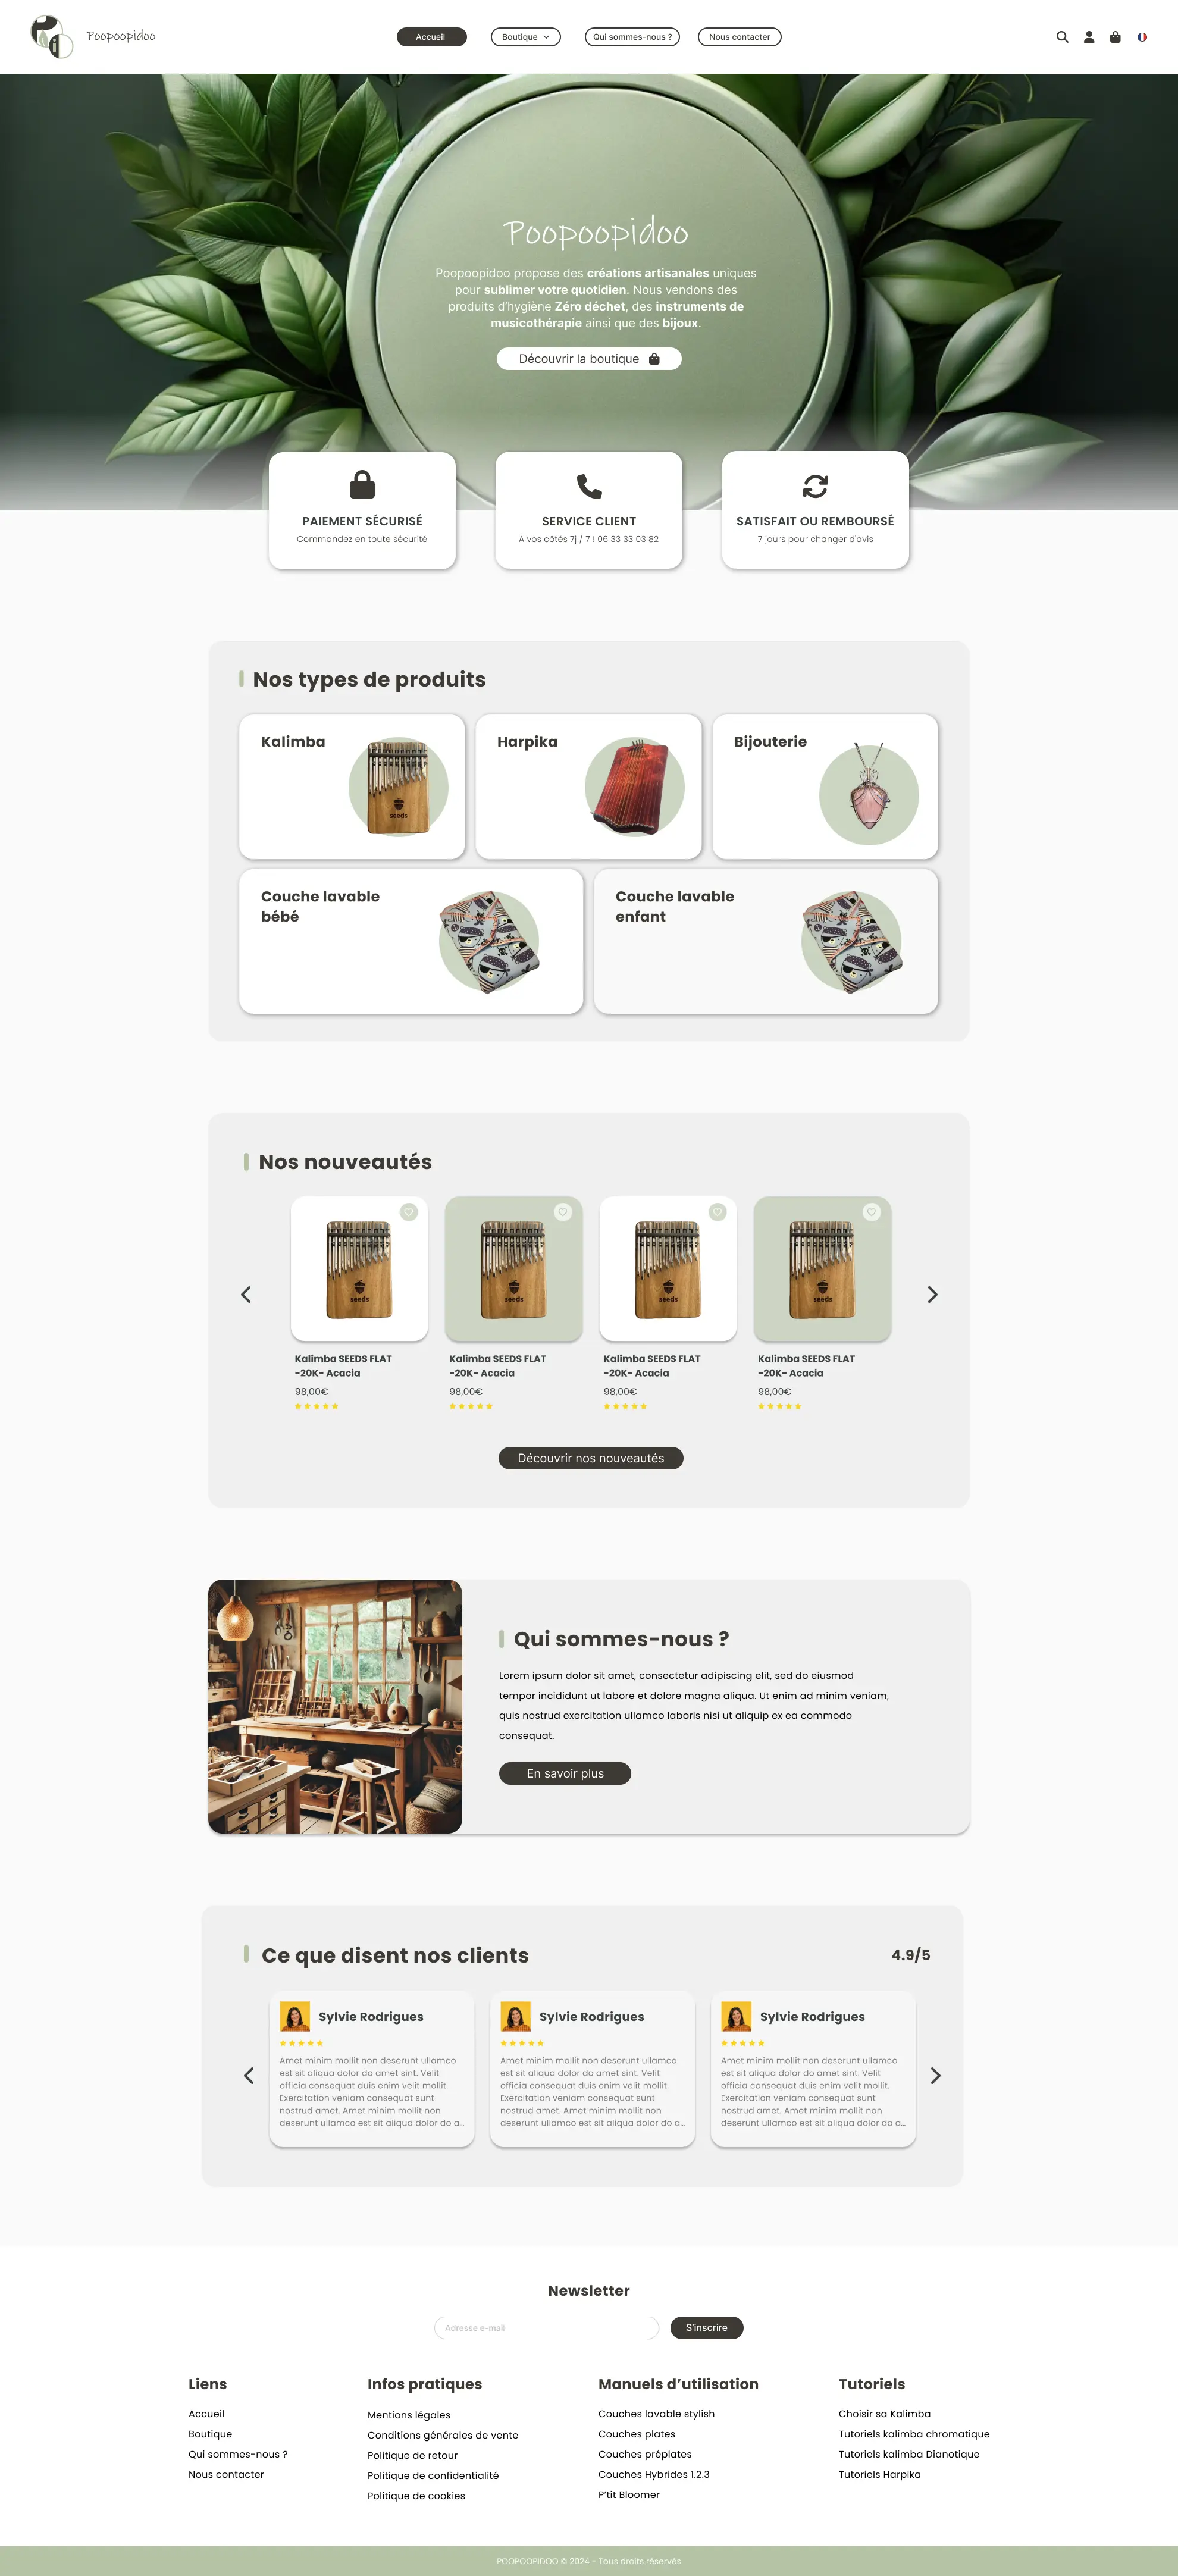 Poopoopidoo
Accueil
Boutique
Qui sommes-nous ?
Nous contacter
Poopoopidoo
Poopoopidoo propose des créations artisanales uniques
pour sublimer votre quotidien. Nous vendons des
produits d'hygiène Zéro déchet, des instruments de
musicothérapie ainsi que des bijoux.
Découvrir la boutique
PAIEMENT SÉCURISÉ
Commandez en toute sécurité
SERVICE CLIENT
À vos côtés 7j / 7 ! 06 33 33 03 82
SATISFAIT OU REMBOURSÉ
7 jours pour changer d'avis
Nos types de produits
Kalimba
seeds
Harpika
Bijouterie
Couche lavable
bébé
Couche lavable
enfant
Nos nouveautés
seeds
seeds
seeds
seeds
Kalimba SEEDS FLAT
-20K- Acacia
98,00€
Kalimba SEEDS FLAT
-20K- Acacia
98,00€
Kalimba SEEDS FLAT
-20K- Acacia
98,00€
Kalimba SEEDS FLAT
-20K- Acacia
98,00€
Découvrir nos nouveautés
Qui sommes-nous ?
Lorem ipsum dolor sit amet, consectetur adipiscing elit, sed do eiusmod
tempor incididunt ut labore et dolore magna aliqua. Ut enim ad minim veniam,
quis nostrud exercitation ullamco laboris nisi ut aliquip ex ea commodo
consequat.
En savoir plus
Ce que disent nos clients
4.9/5
Sylvie Rodrigues
Amet minim mollit non deserunt ullamco
est sit aliqua dolor do amet sint. Velit
officia consequat duis enim velit mollit.
Exercitation veniam consequat sunt
nostrud amet. Amet minim mollit non
deserunt ullamco est sit aliqua dolor do a...
Sylvie Rodrigues
Amet minim mollit non deserunt ullamco
est sit aliqua dolor do amet sint. Velit
officia consequat duis enim velit mollit.
Exercitation veniam consequat sunt
nostrud amet. Amet minim mollit non
deserunt ullamco est sit aliqua dolor do a...
Sylvie Rodrigues
Amet minim mollit non deserunt ullamco
est sit aliqua dolor do amet sint. Velit
officia consequat duis enim velit mollit.
Exercitation veniam consequat sunt
nostrud amet. Amet minim mollit non
deserunt ullamco est sit aliqua dolor do a...
Newsletter
Adresse e-mail
S'inscrire
Liens
Accueil
Boutique
Qui sommes-nous ?
Nous contacter
Infos pratiques
Mentions légales
Conditions générales de vente
Politique de retour
Politique de confidentialité
Politique de cookies
Manuels d'utilisation
Couches lavable stylish
Couches plates
Couches préplates
Couches Hybrides 1.2.3
P'tit Bloomer
Tutoriels
Choisir sa Kalimba
Tutoriels kalimba chromatique
Tutoriels kalimba Dianotique
Tutoriels Harpika
POOPOOPIDOO © 2024 - Tous droits réservés